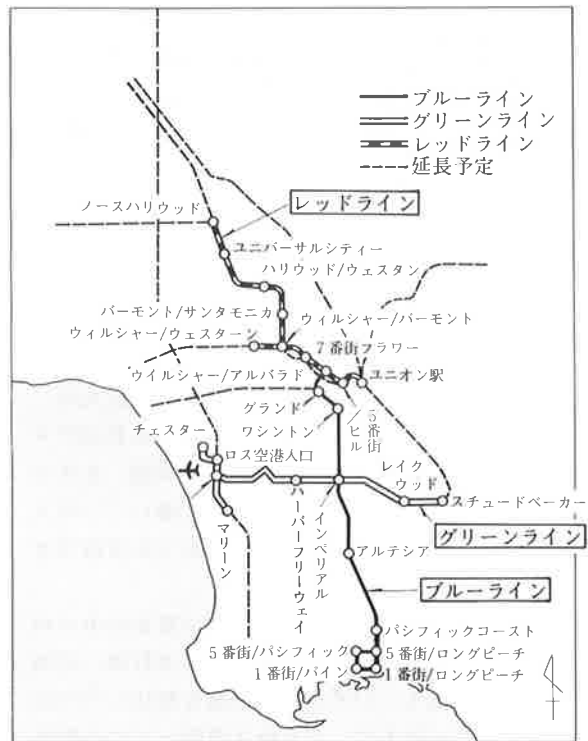 ブルーライン
グリーンライン
レッドライン
延長予定
ノースハリウッド
レッドライン
ユニバーサルシティー
ハリウッド/ウェスタン
バーモント/サンタモニカ
ウィルシャー/バーモント
ウィルシャー/ウェスターン
7番街フラワー
ウイルシャー/アルバラド
ユニオン駅
グランド
5番街/ヒル
ワシントン
チェスター
ロス空港入口
レイクウッド
スチュードベーカー
グリーンライン
マリーン
ハーバーフリーウェイ
インペリアル
アルテシア
ブルーライン
パシフィックコースト
5番街/パシフィック
5番街/ロングビーチ
1番街/パイン
1番街/ロングビーチ